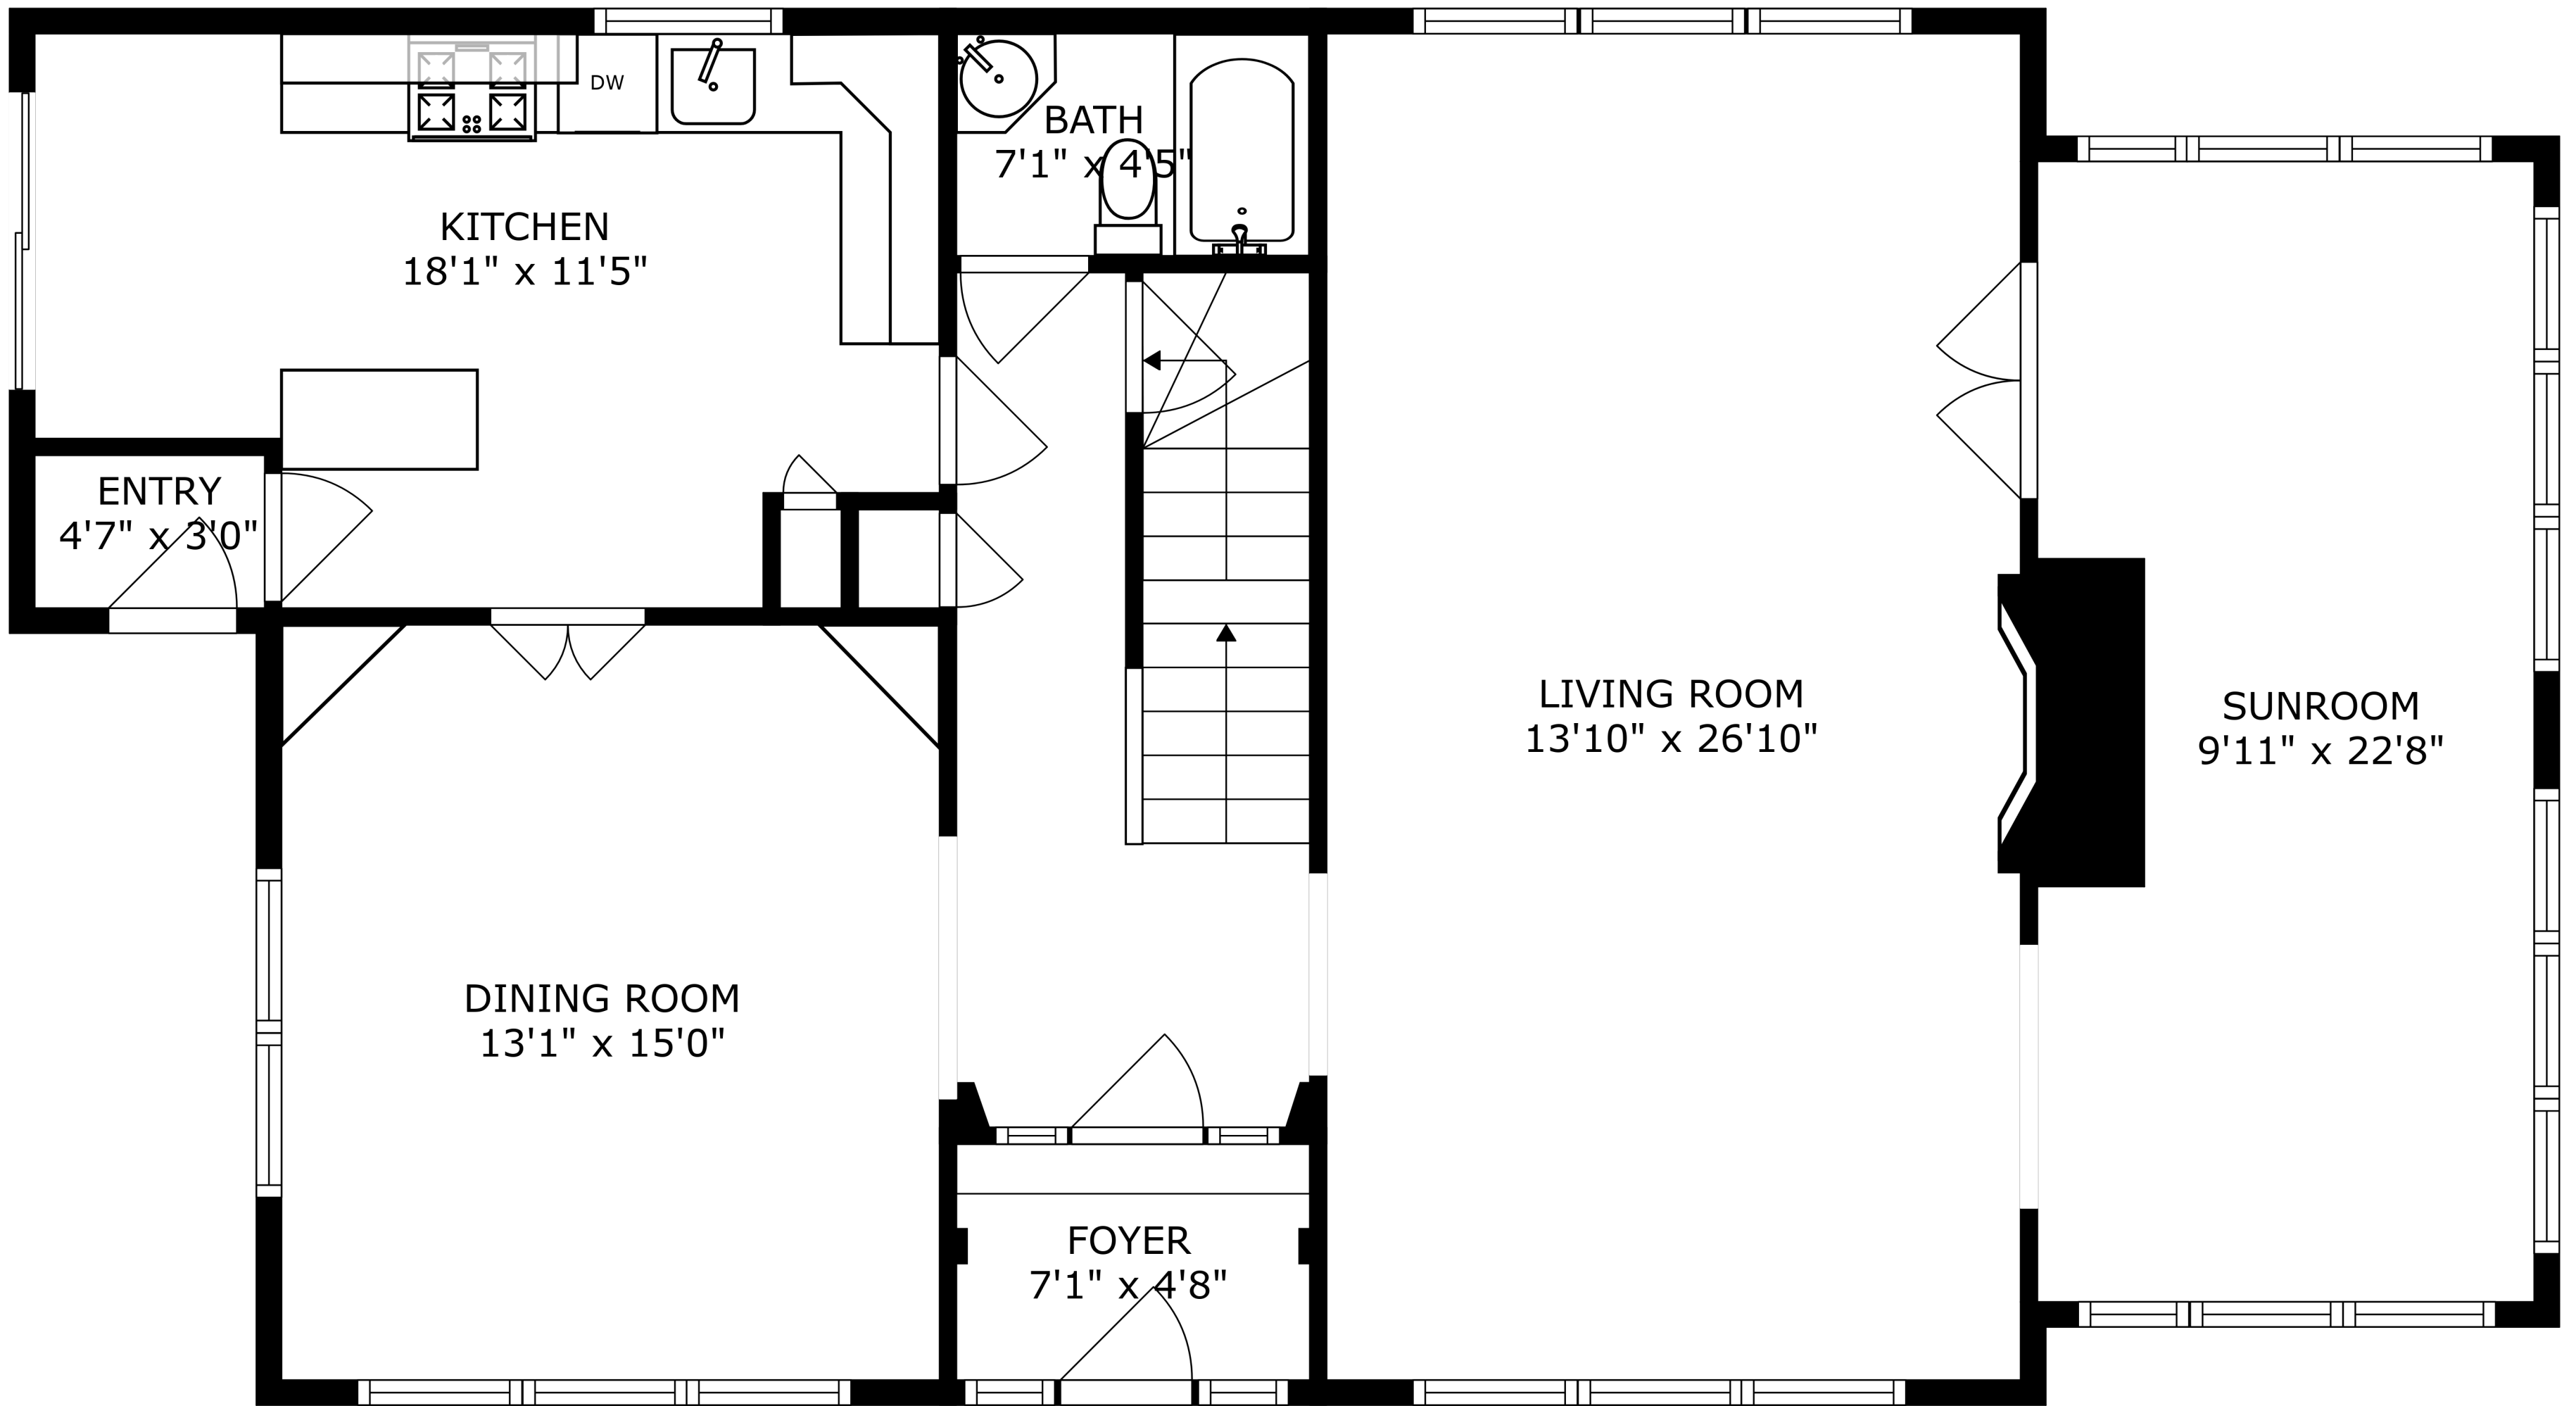 DW
BATH
7'1" x 4'5"
KITCHEN
18'1" x 11'5"
ENTRY
4'7" x 3'0"
LIVING ROOM
13'10" x 26'10"
SUNROOM
9'11" x 22'8"
DINING ROOM
13'1" x 15'0"
FOYER
7'1" x 4'8"